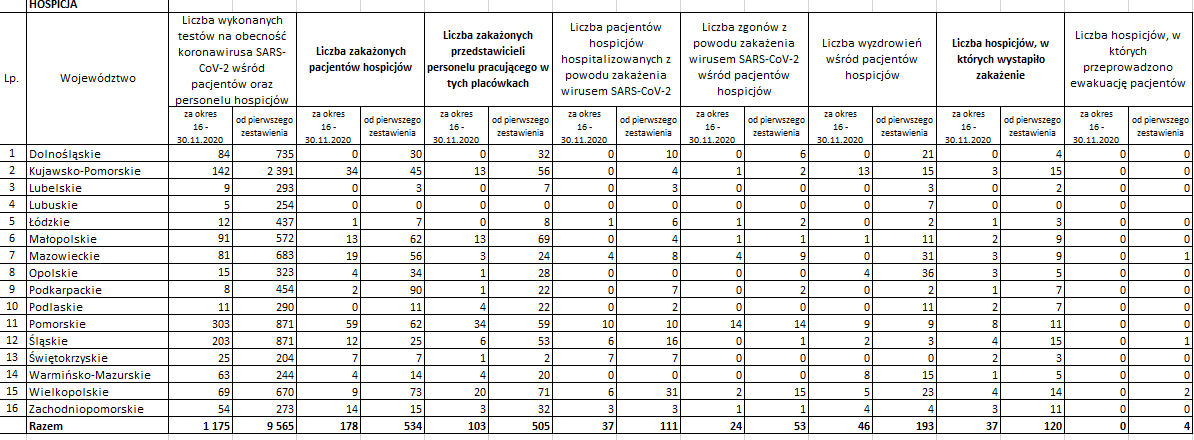 HOSPICJA
Lp. Województwo Liczba wykonanych testów na obecność koronawirusa SARS-CoV-2 wśród pacjentów oraz personelu hospicjów Liczba zakażonych pacjentów hospicjów Liczba zakażonych przedstawicieli personelu pracującego w tych placówkach Liczba pacjentów hospicjów hospitalizowanych z powodu zakażenia wirusem SARS-CoV-2 Liczba zgonów z powodu zakażenia wirusem SARS-CoV-2 wśród pacjentów hospicjów Liczba wyzdrowień wśród pacjentów hospicjów Liczba hospicjów, w których wystapiło zakażenie Liczba hospicjów, w których przeprowadzono ewakuację pacjentów
za okres 16 - 30.11.2020 od pierwszego zestawienia za okres 16 - 30.11.2020 od pierwszego zestawienia za okres 16 - 30.11.2020 od pierwszego zestawienia za okres 16 - 30.11.2020 od pierwszego zestawienia za okres 16 - 30.11.2020 od pierwszego zestawienia za okres 16 - 30.11.2020 od pierwszego zestawienia za okres 16 - 30.11.2020 od pierwszego zestawienia za okres 16 - 30.11.2020 od pierwszego zestawienia
1 Dolnośląskie 84 735 0 30 0 32 0 10 0 6 0 21 0 4 0 0
2 Kujawsko-Pomorskie 142 2 391 34 45 13 56 0 4 1 2 13 15 3 15 0 0
3 Lubelskie 9 293 0 3 0 7 0 3 0 0 0 3 0 2 0 0
4 Lubuskie 5 254 0 0 0 0 0 0 0 0 0 7 0 0 0
5 Łódzkie 12 437 1 7 0 8 1 6 1 2 0 2 1 3 0 0
6 Małopolskie 91 572 13 62 13 69 0 4 1 1 1 11 2 9 0 0
7 Mazowieckie 81 683 19 56 3 24 4 8 4 9 0 31 3 9 0 1
8 Opolskie 15 323 4 34 1 28 0 0 0 0 4 36 3 5 0 0
9 Podkarpackie 8 454 2 90 1 22 0 7 0 2 0 2 1 7 0 0
10 Podlaskie 11 290 0 11 4 22 0 2 0 0 0 11 2 7 0 0
11 Pomorskie 303 871 59 62 34 59 10 10 14 14 9 9 8 11 0 0
12 Śląskie 203 871 12 25 6 53 6 16 0 1 2 3 4 15 0 1
13 Świętokrzyskie 25 204 7 7 1 2 7 7 0 0 0 0 2 3 0 0
14 Warmińsko-Mazurskie 63 244 4 14 4 20 0 0 0 0 8 15 1 5 0 0
15 Wielkopolskie 69 670 9 73 20 71 6 31 2 15 5 23 4 14 0 2
16 Zachodniopomorskie 54 273 14 15 3 32 3 3 1 1 4 4 3 11 0 0
Razem 1 175 9 565 178 534 103 505 37 111 24 53 46 193 37 120 0 4